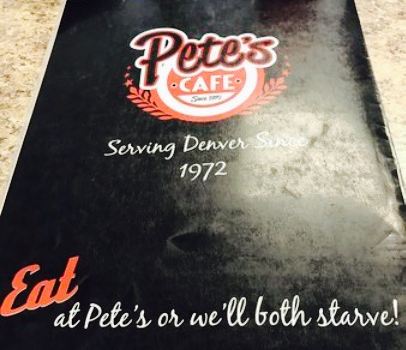 Pete's
CAFE
Serving Denver Since
1972
Eat
at Pete's or we'll both starve!